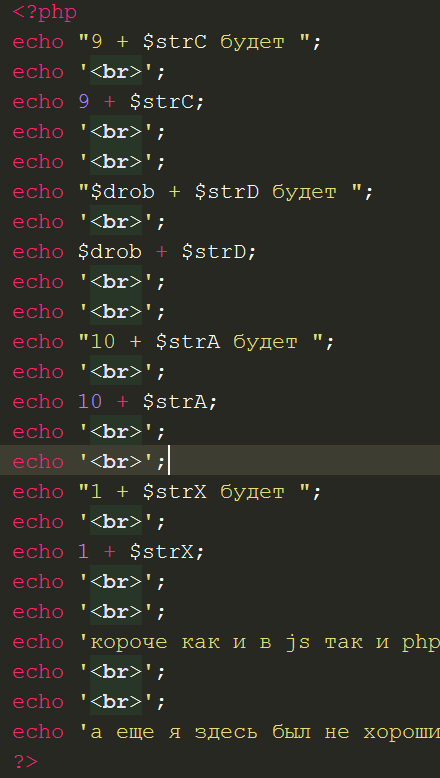 <?php
echo "9 + $strC будет ";
echo '<br>';
echo 9 + $strC;
echo '<br>';
echo '<br>';
echo "$drob + $strD будет ";
echo '<br>';
echo $drob + $strD;
echo '<br>';
echo '<br>';
echo "10 + $strA будет ";
echo '<br>';
echo 10 + $strA;
echo '<br>';
echo '<br>';
echo "1 + $strX будет ";
echo '<br>';
echo 1 + $strX;
echo '<br>';
echo '<br>';
echo 'короче как и в js так и php
echo '<br>';
echo '<br>';
echo 'а еще я здесь был не хороши
?>